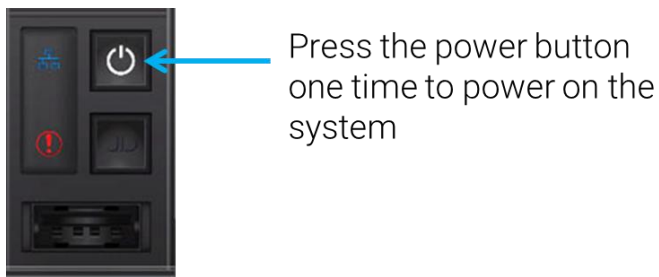 Press the power button
one time to power on the
system